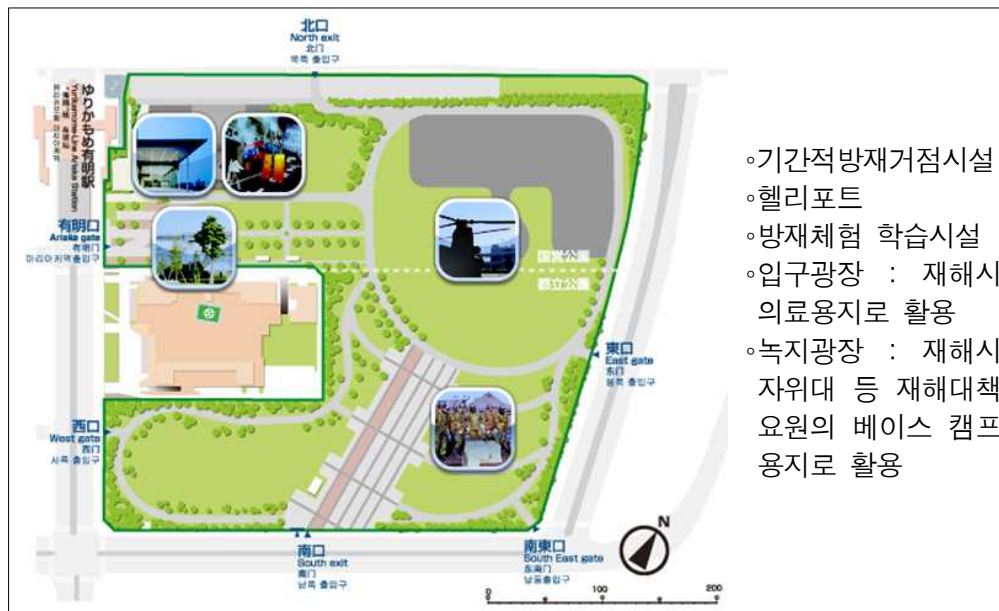 北口
North exit
北门
북쪽 출입구
ゆりかもめ有明駅
Yurikamome Line Ariake Station
有明口
Ariake gate
有明门
아리아케역출입구
国営公園
都立公園
東口
East gate
东门
동쪽 출입구
西口
West gate
西门
서쪽 출입구
南口
South exit
南门
남쪽 출입구
南東口
South East gate
东南门
남동출입구
N
0 100 200
◦기간적방재거점시설
◦헬리포트
◦방재체험 학습시설
◦입구광장 : 재해시
의료용지로 활용
◦녹지광장 : 재해시
자위대 등 재해대책
요원의 베이스 캠프
용지로 활용